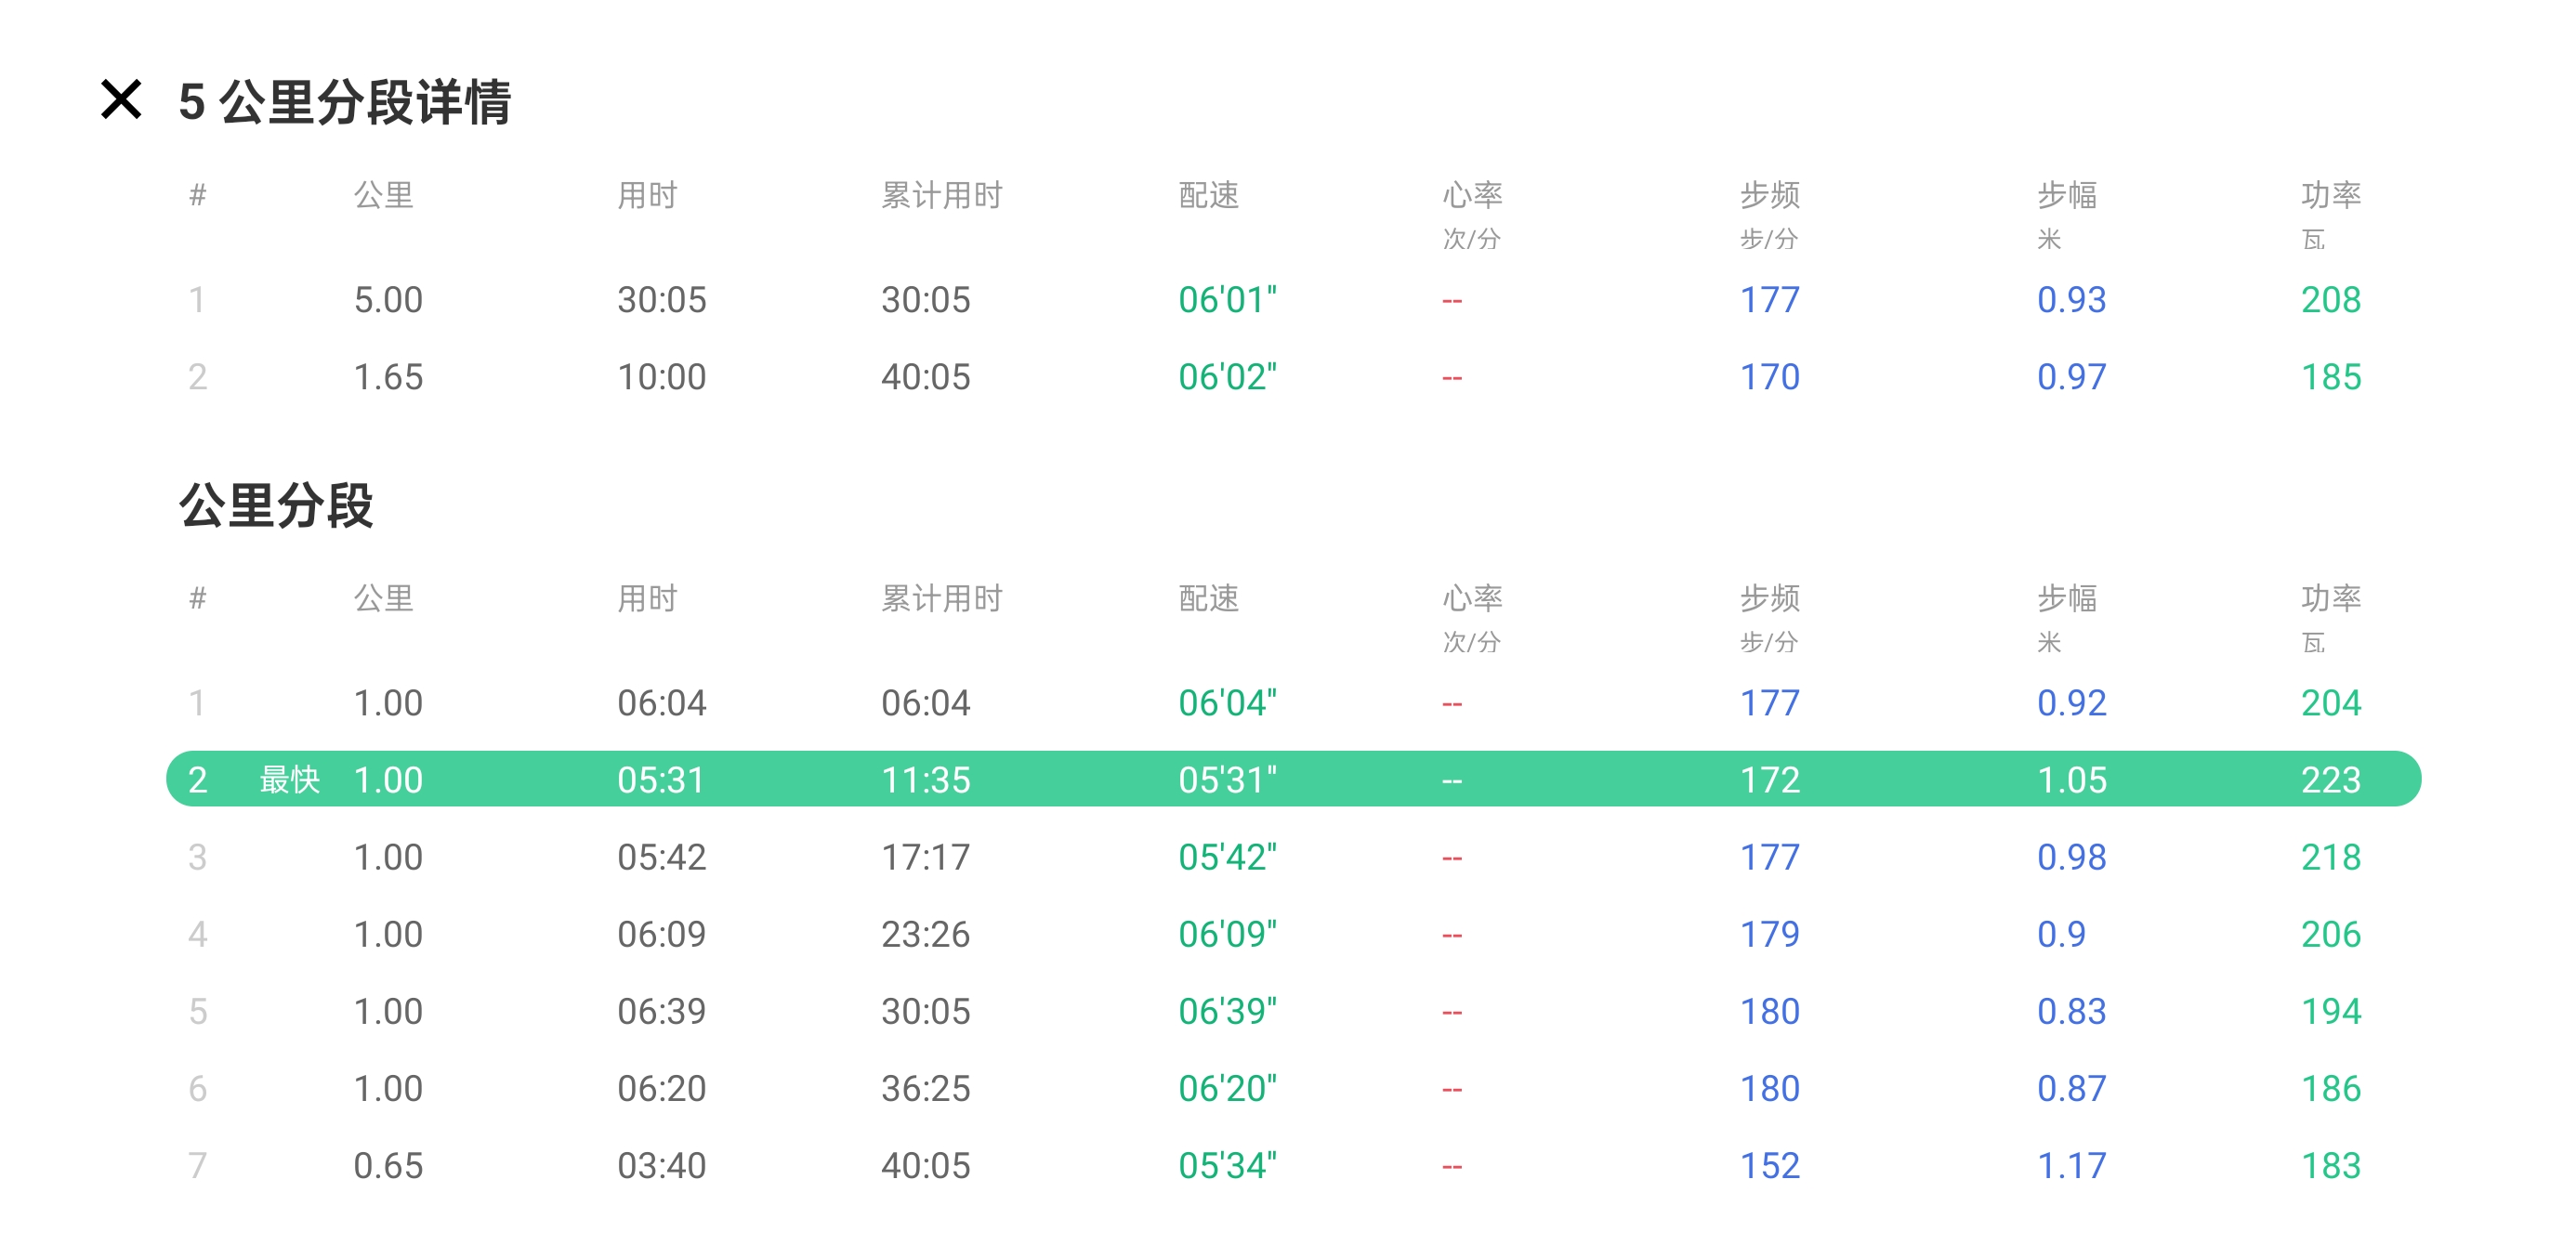 5 公里分段详情
# 公里 用时 累计用时 配速 心率 步频 步幅 功率
次/分 步/分 米 瓦
1 5.00 30:05 30:05 06'01" -- 177 0.93 208
2 1.65 10:00 40:05 06'02" -- 170 0.97 185
公里分段
# 公里 用时 累计用时 配速 心率 步频 步幅 功率
次/分 步/分 米 瓦
1 1.00 06:04 06:04 06'04" -- 177 0.92 204
2 最快 1.00 05:31 11:35 05'31" -- 172 1.05 223
3 1.00 05:42 17:17 05'42" -- 177 0.98 218
4 1.00 06:09 23:26 06'09" -- 179 0.9 206
5 1.00 06:39 30:05 06'39" -- 180 0.83 194
6 1.00 06:20 36:25 06'20" -- 180 0.87 186
7 0.65 03:40 40:05 05'34" -- 152 1.17 183